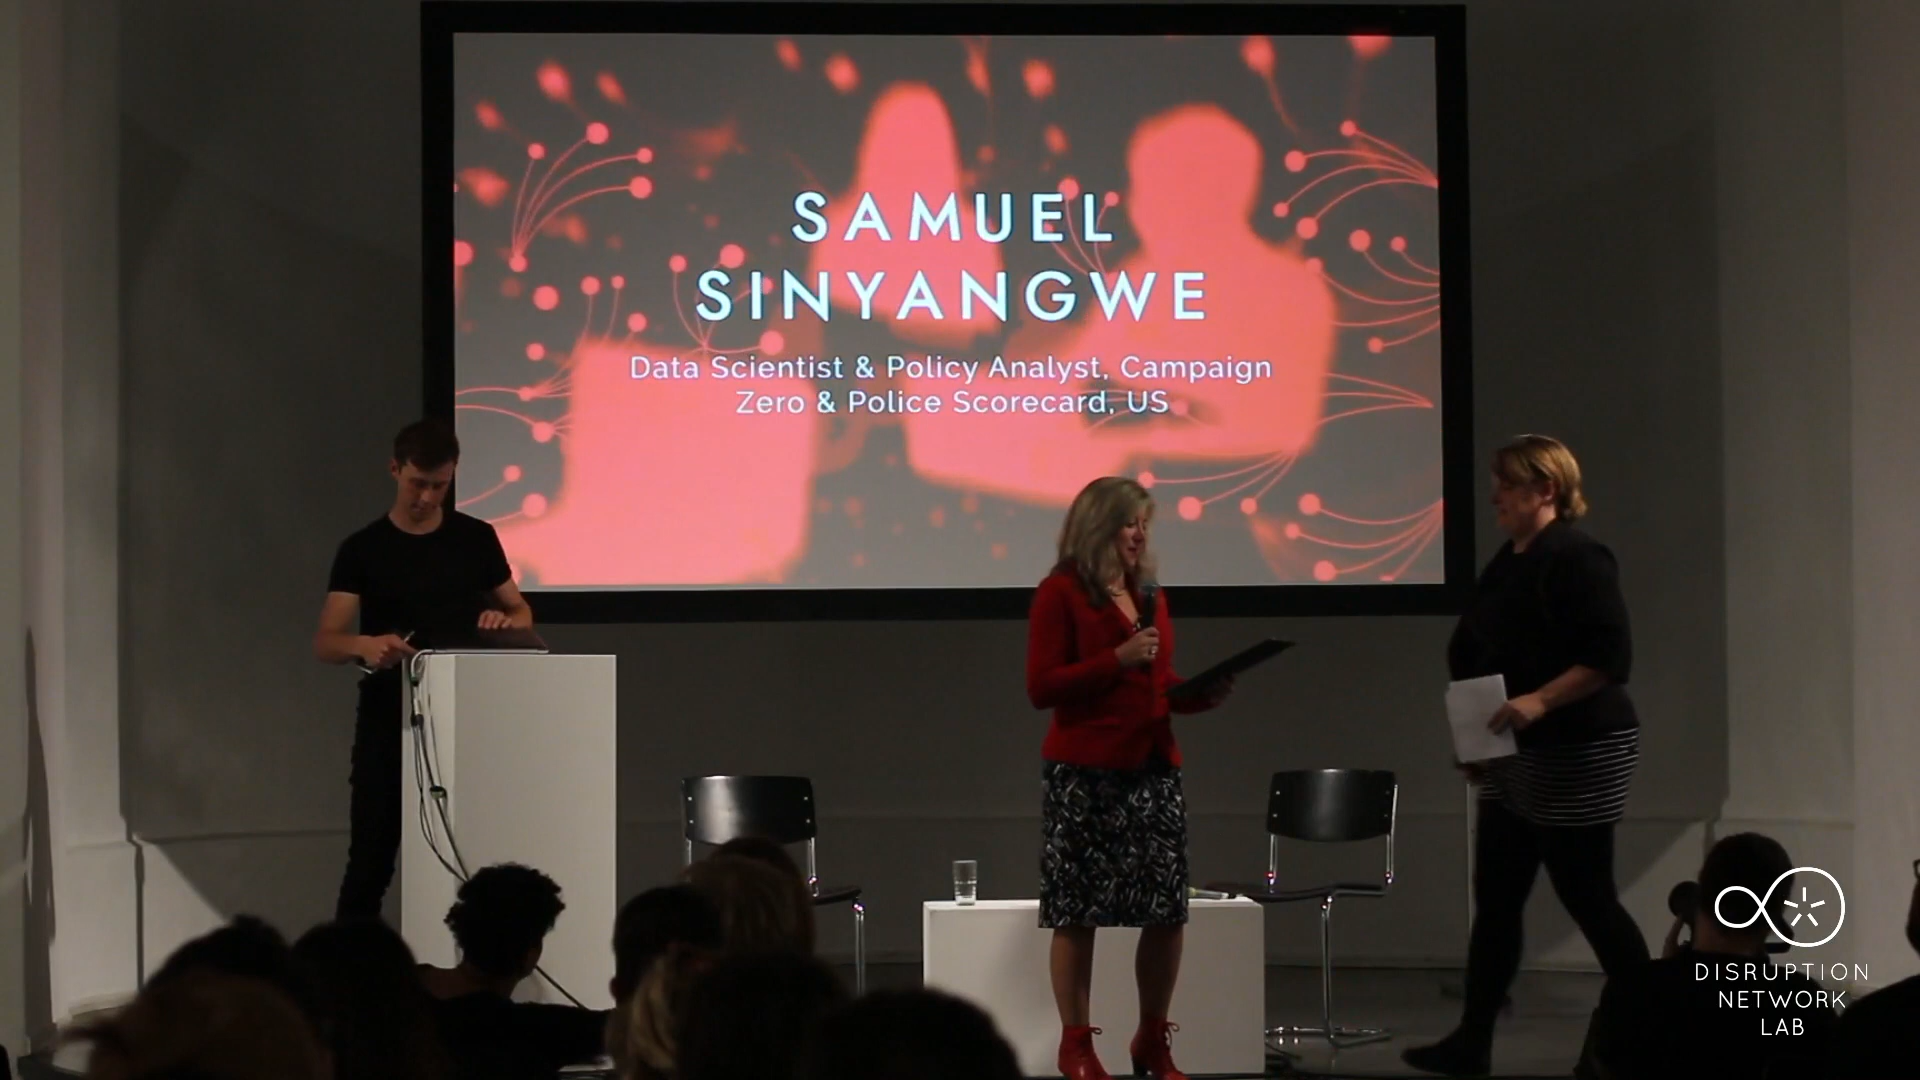 SAMUEL
SINYANGWE
Data Scientist & Policy Analyst, Campaign
Zero & Police Scorecard, US
DISRUPTION
NETWORK
LAB